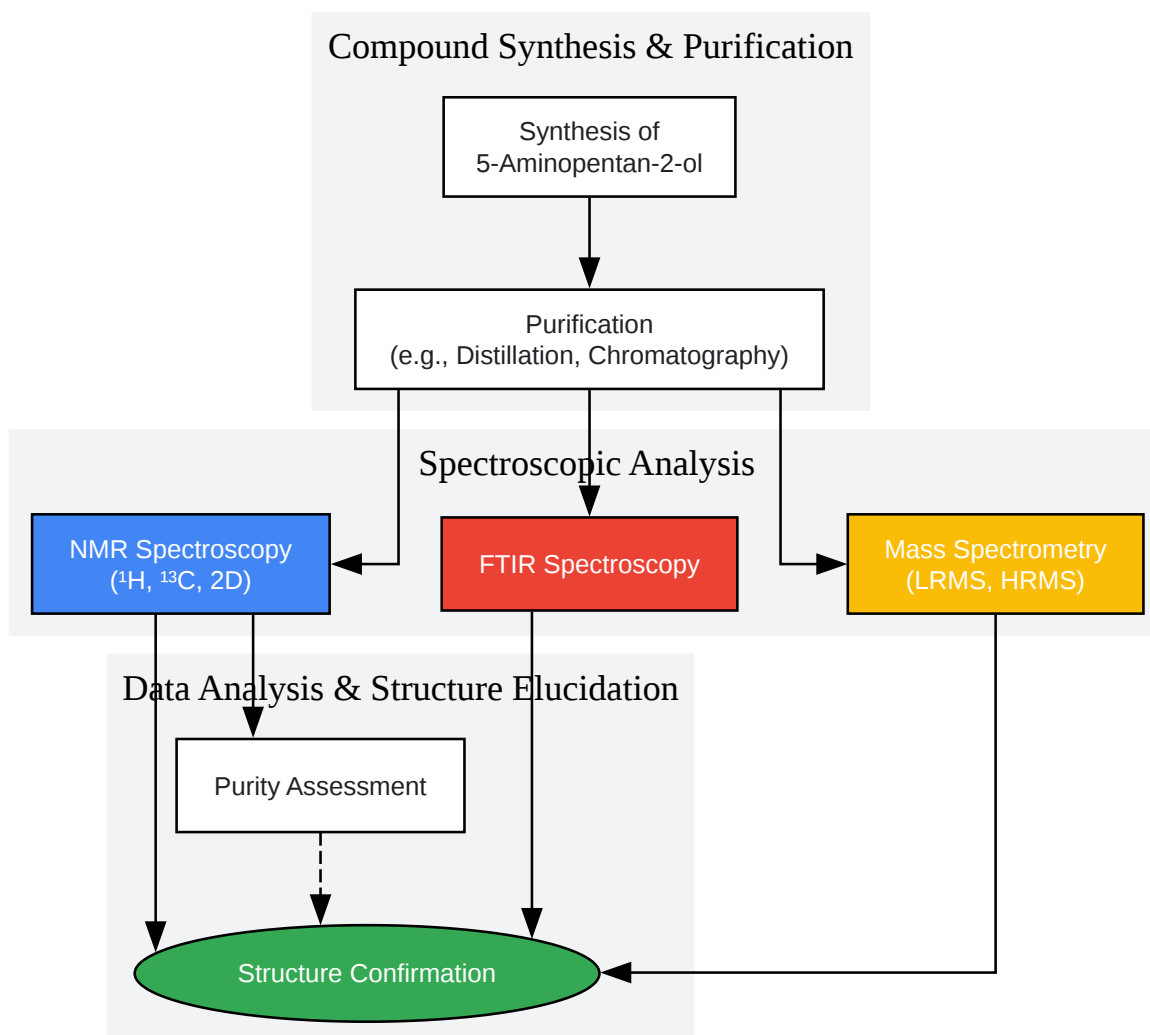 Compound Synthesis & Purification
Synthesis of
5-Aminopentan-2-ol
Purification
(e.g., Distillation, Chromatography)
Spectroscopic Analysis
NMR Spectroscopy
(¹H, ¹³C, 2D)
FTIR Spectroscopy
Mass Spectrometry
(LRMS, HRMS)
Data Analysis & Structure Elucidation
Purity Assessment
Structure Confirmation